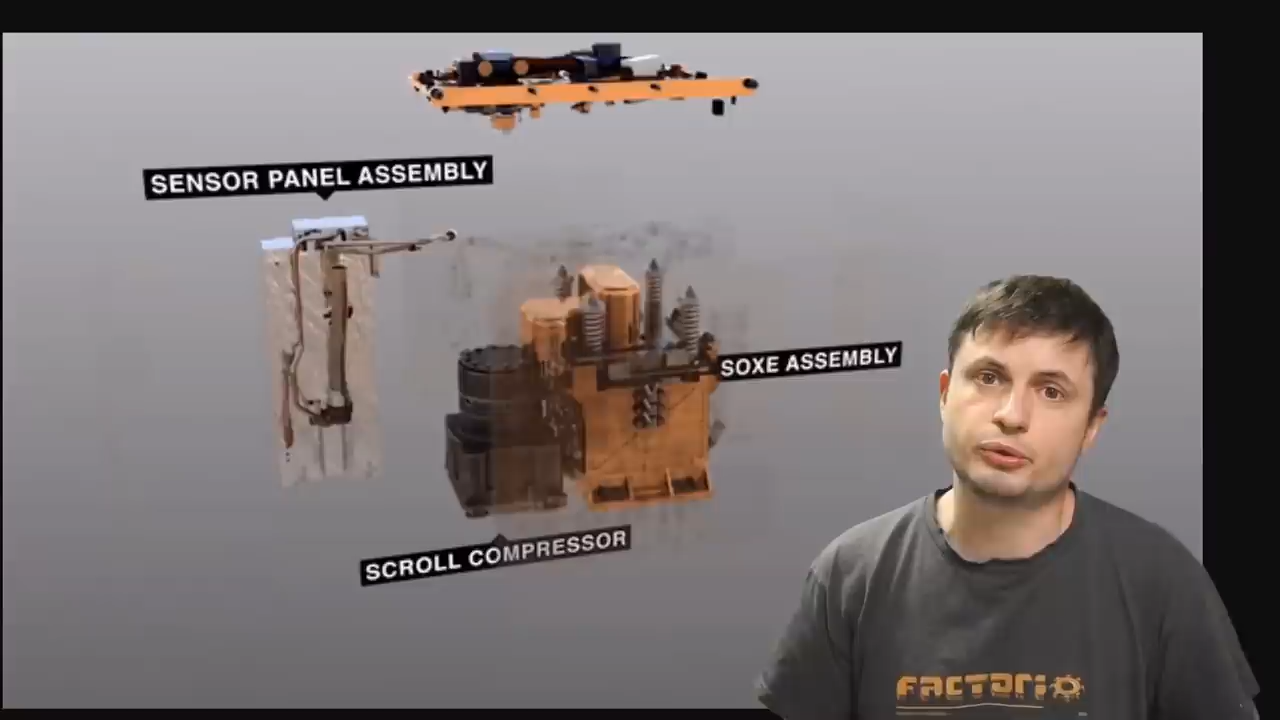 SENSOR PANEL ASSEMBLY
SOXE ASSEMBLY
SCROLL COMPRESSOR
FACTORIO